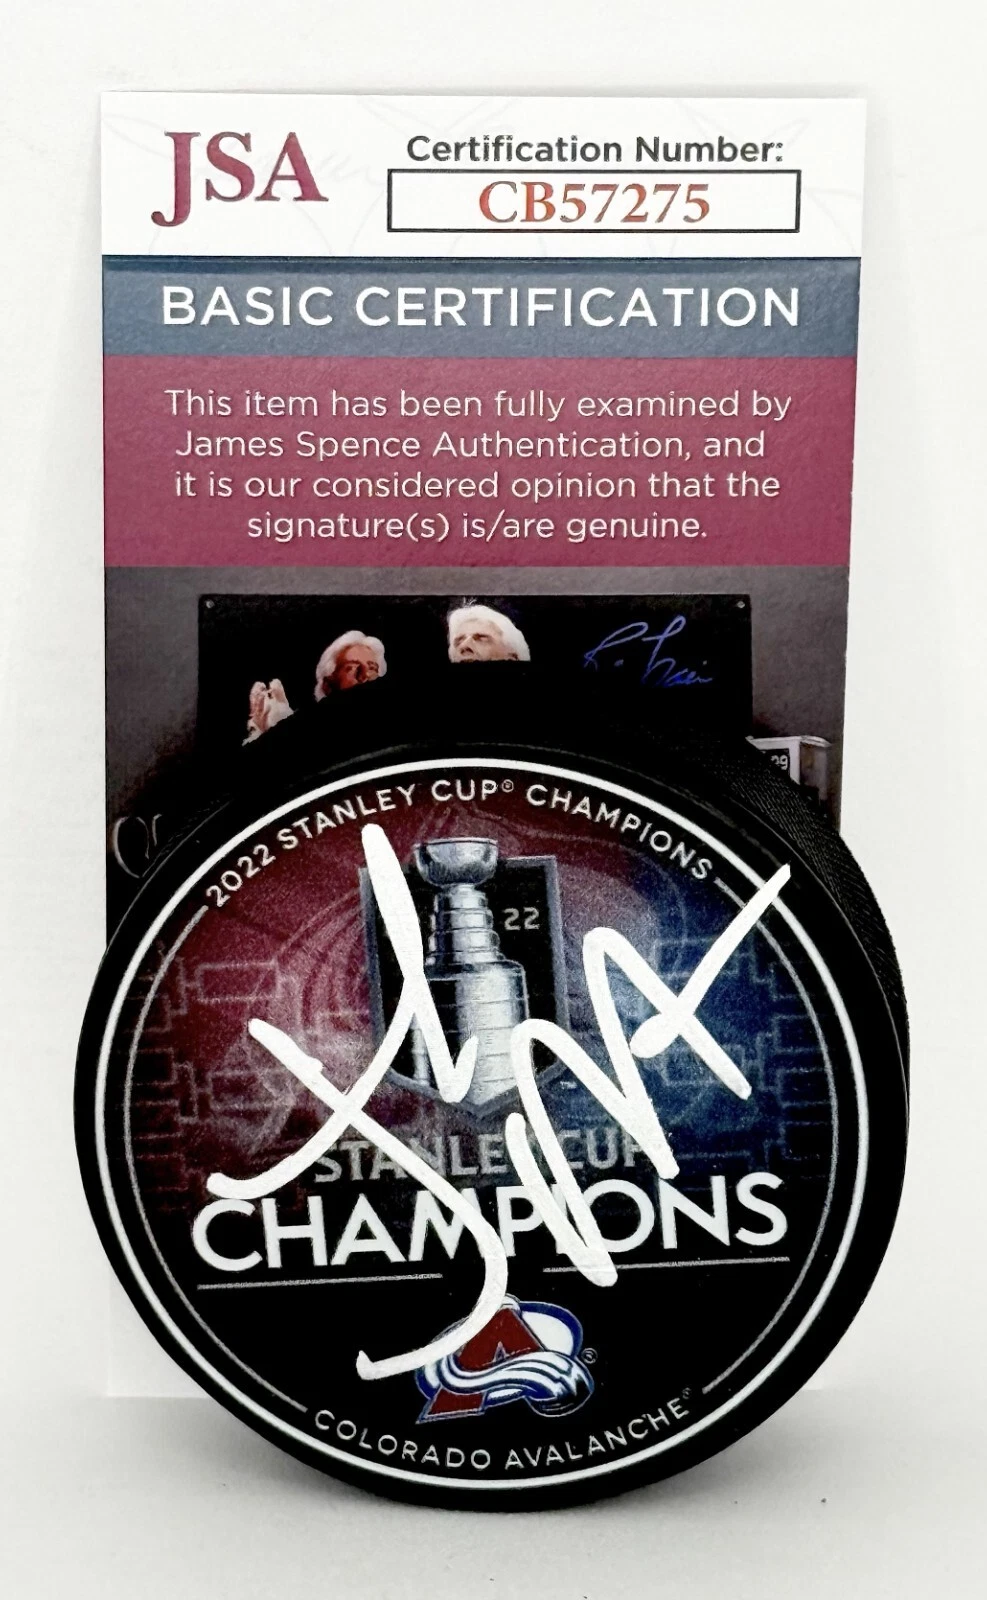 JSA
Certification Number:
CB57275
BASIC CERTIFICATION
This item has been fully examined by
James Spence Authentication, and
it is our considered opinion that the
signature(s) is/are genuine.
2022 STANLEY CUP® CHAMPIONS
22
STANLEY CUP
CHAMPIONS
A
®
COLORADO AVALANCHE®